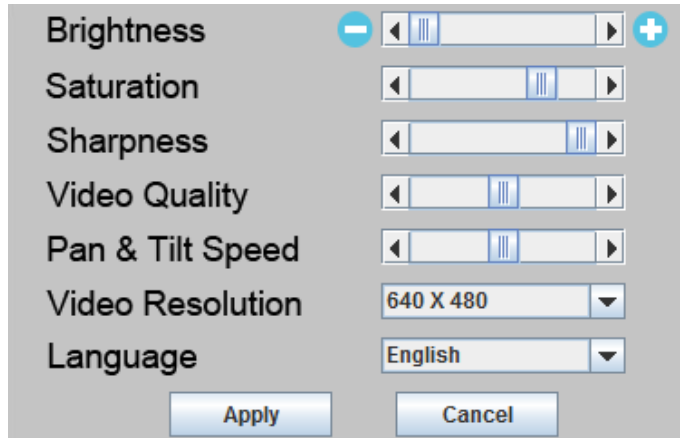 Brightness
Saturation
Sharpness
Video Quality
Pan & Tilt Speed
Video Resolution 640 X 480
Language English
Apply Cancel